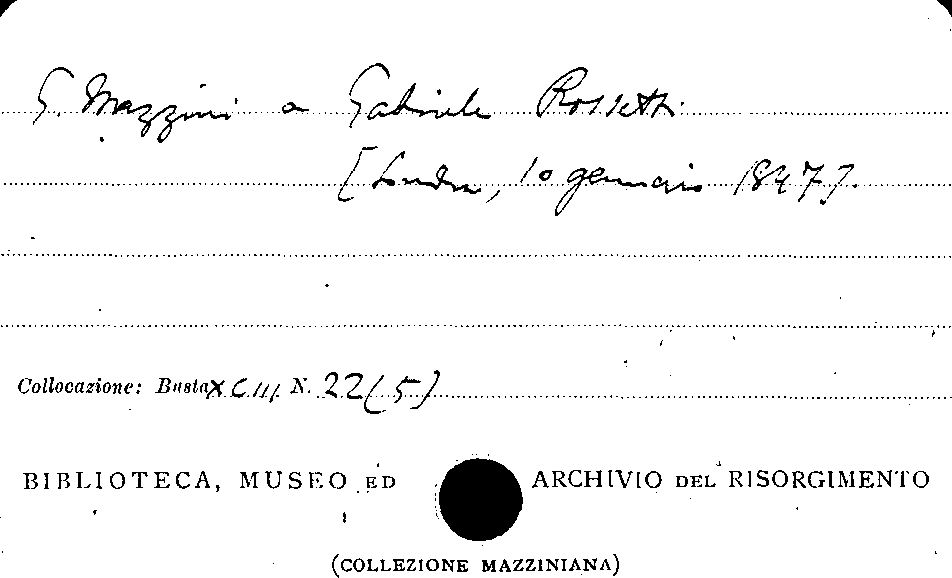 G. Mazzini a Gabriele Rossetti.
[Londra, 10 gennaio 1847].
Collocazione: Busta XCIII N. 22(5)
BIBLIOTECA, MUSEO ED ARCHIVIO DEL RISORGIMENTO
(COLLEZIONE MAZZINIANA)